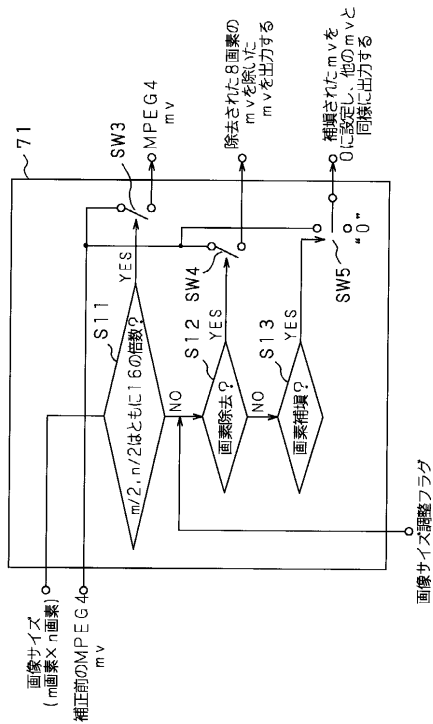 画像サイズ
(m画素×n画素)
補正前のMPEG4
mv
71
S11
m/2, n/2はともに16の倍数?
YES
SW3
MPEG4
mv
NO
S12
画素除去?
YES
SW4
除去された8画素の
mvを除いた
mvを出力する
NO
S13
画素補填?
YES
SW5
"0"
補填されたmvを
0に設定し、他のmvと
同様に出力する
画像サイズ調整フラグ